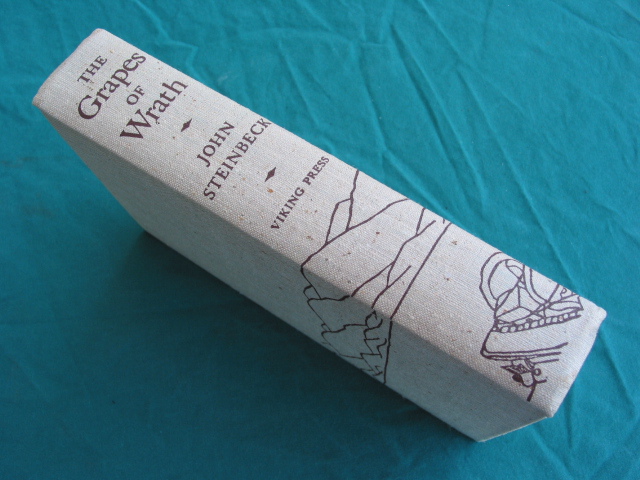 THE
Grapes
OF
Wrath
JOHN
STEINBECK
VIKING PRESS